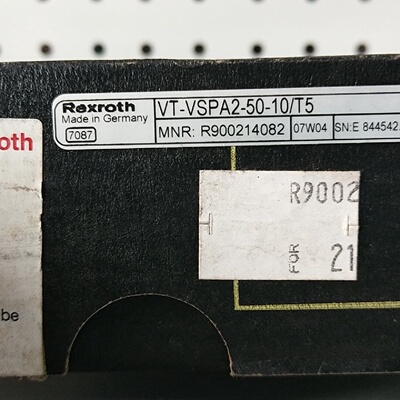 Rexroth
VT-VSPA2-50-10/T5
Made in Germany
7087
MNR: R900214082
07W04
SN:E 844542.
oth
R9002
FOR
21
be